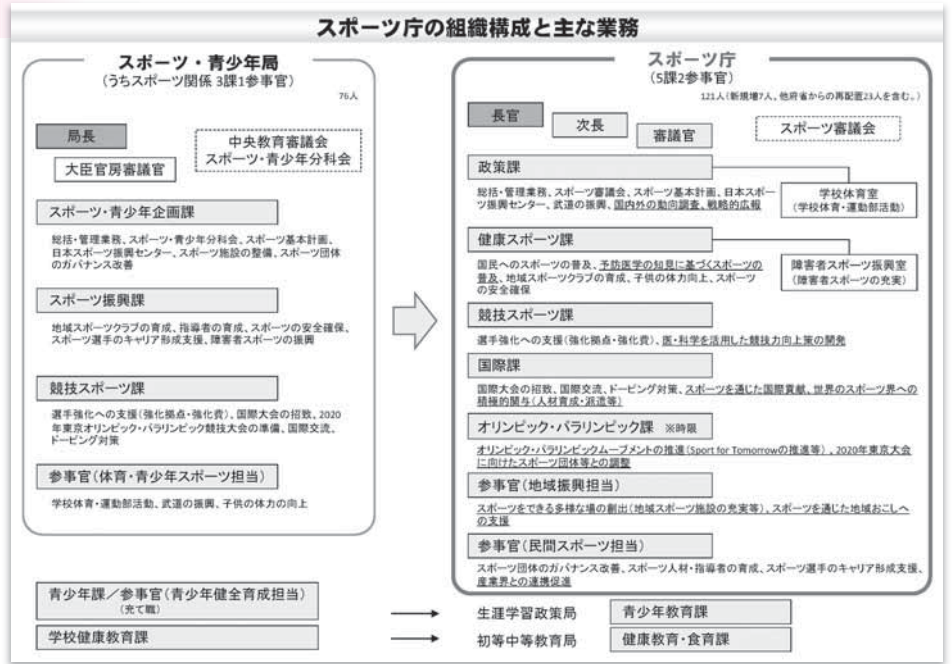 スポーツ庁の組織構成と主な業務
スポーツ・青少年局
(うちスポーツ関係 3課1参事官)
76人
局長
大臣官房審議官
中央教育審議会
スポーツ・青少年分科会
スポーツ・青少年企画課
総括・管理業務、スポーツ・青少年分科会、スポーツ基本計画、
日本スポーツ振興センター、スポーツ施設の整備、スポーツ団体
のガバナンス改善
スポーツ振興課
地域スポーツクラブの育成、指導者の育成、スポーツの安全確保、
スポーツ選手のキャリア形成支援、障害者スポーツの振興
競技スポーツ課
選手強化への支援(強化拠点・強化費)、国際大会の招致、2020
年東京オリンピック・パラリンピック競技大会の準備、国際交流、
ドーピング対策
参事官(体育・青少年スポーツ担当)
学校体育・運動部活動、武道の振興、子供の体力の向上
スポーツ庁
(5課2参事官)
121人(新規増7人、他府省からの再配置23人を含む。)
長官
次長
審議官
スポーツ審議会
政策課
総括・管理業務、スポーツ審議会、スポーツ基本計画、日本スポー
ツ振興センター、武道の振興、国内外の動向調査、戦略的広報
学校体育室
(学校体育・運動部活動)
健康スポーツ課
国民へのスポーツの普及、予防医学の知見に基づくスポーツの
普及、地域スポーツクラブの育成、子供の体力向上、スポーツ
の安全確保
障害者スポーツ振興室
(障害者スポーツの充実)
競技スポーツ課
選手強化への支援(強化拠点・強化費)、医・科学を活用した競技力向上策の開発
国際課
国際大会の招致、国際交流、ドーピング対策、スポーツを通じた国際貢献、世界のスポーツ界への
積極的関与(人材育成・派遣等)
オリンピック・パラリンピック課 ※時限
オリンピック・パラリンピックムーブメントの推進(Sport for Tomorrowの推進等)、2020年東京大会
に向けたスポーツ団体等との調整
参事官(地域振興担当)
スポーツをできる多様な場の創出(地域スポーツ施設の充実等)、スポーツを通じた地域おこしへ
の支援
参事官(民間スポーツ担当)
スポーツ団体のガバナンス改善、スポーツ人材・指導者の育成、スポーツ選手のキャリア形成支援、
産業界との連携促進
青少年課/参事官(青少年健全育成担当)
(充て職)
生涯学習政策局
青少年教育課
学校健康教育課
初等中等教育局
健康教育・食育課